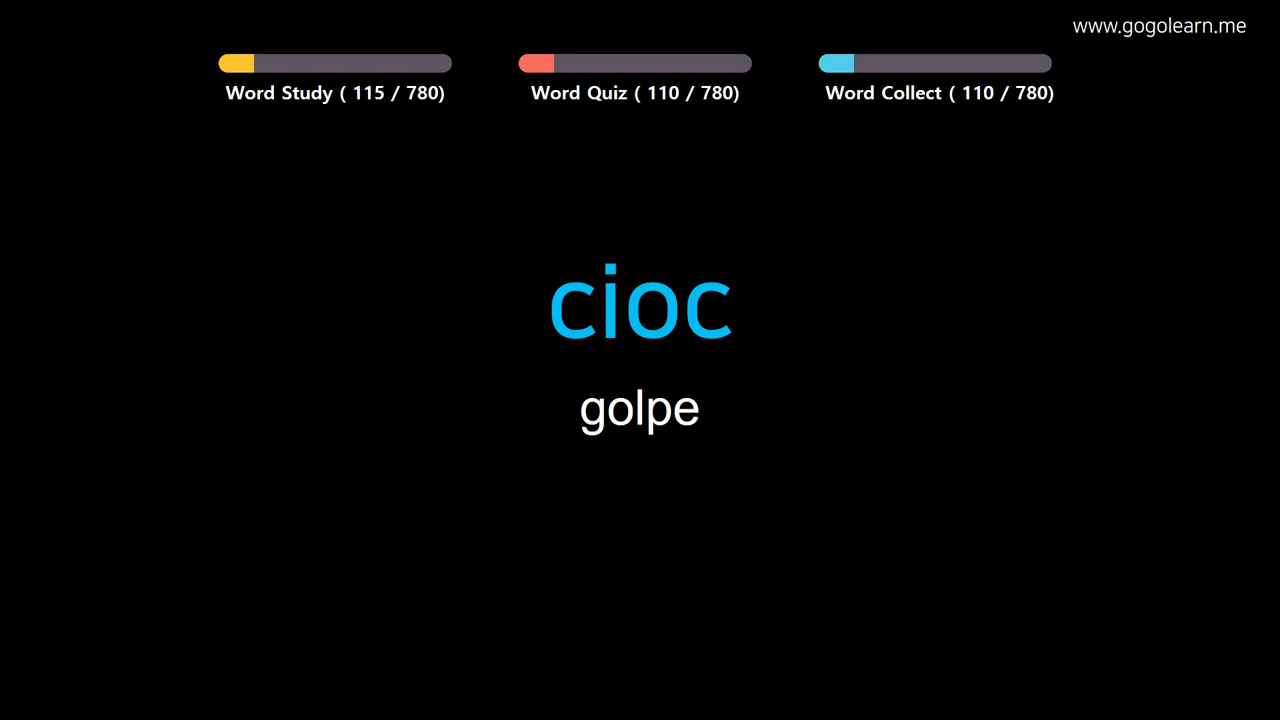 www.gogolearn.me
Word Study ( 115 / 780)
Word Quiz ( 110 / 780)
Word Collect ( 110 / 780)
cioc
golpe